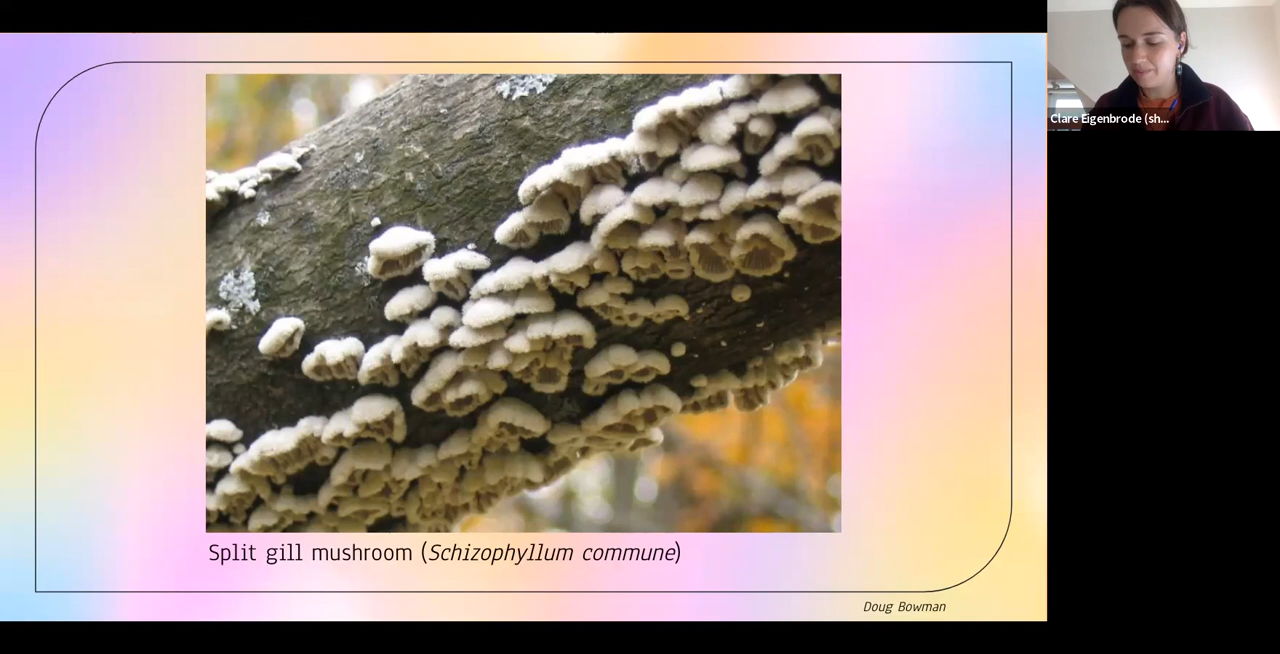 Clare Eigenbrode (sh...
Split gill mushroom (Schizophyllum commune)
Doug Bowman